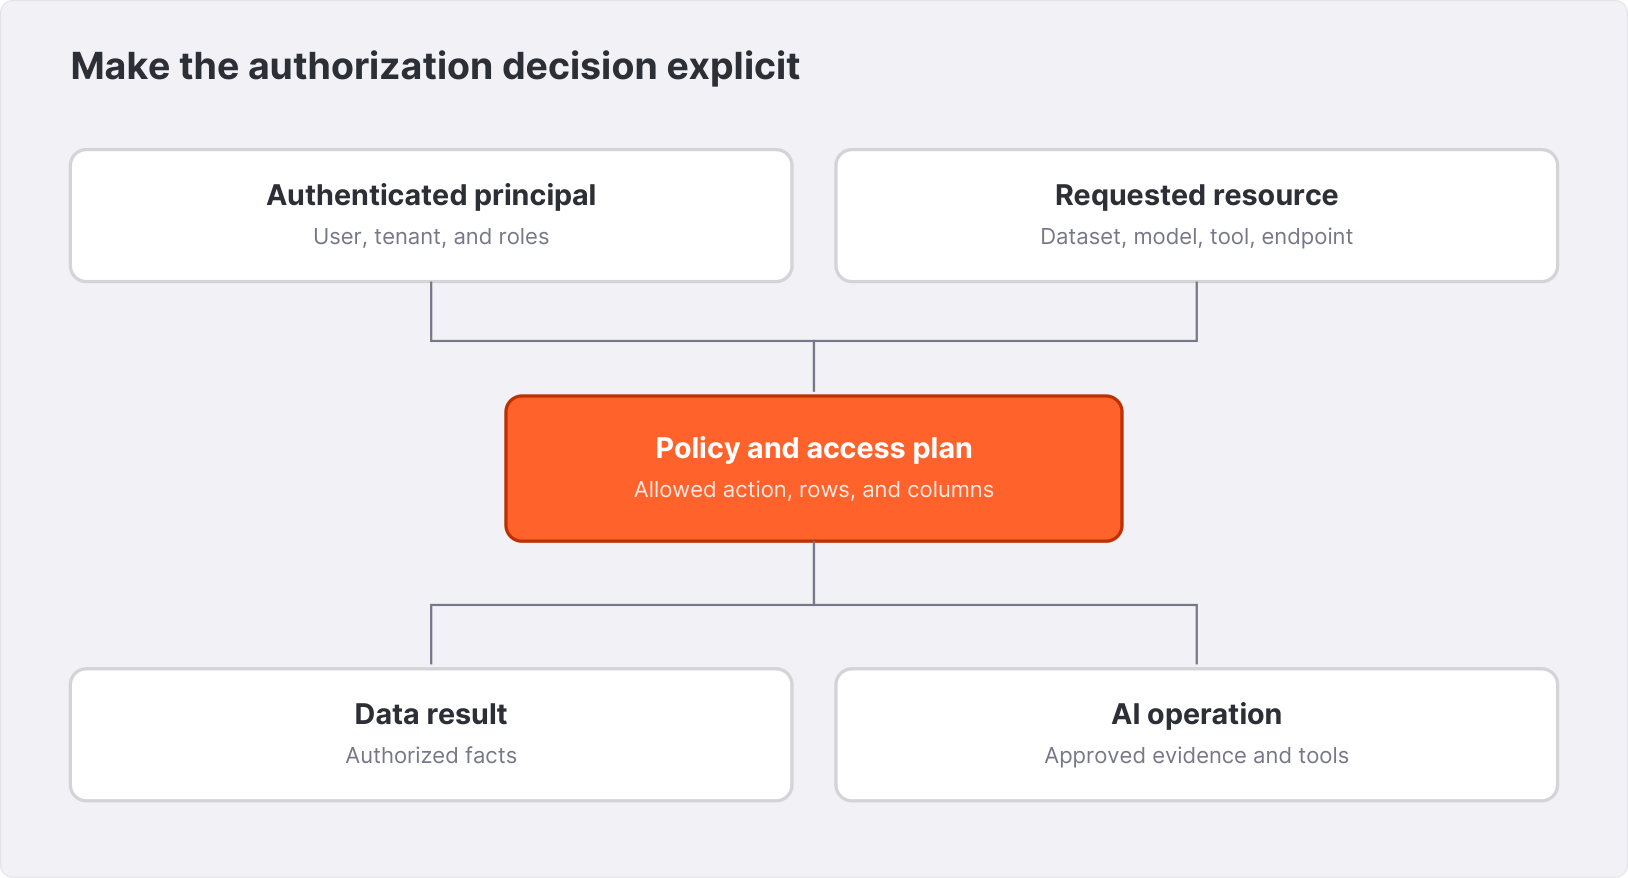 Make the authorization decision explicit
Authenticated principal
User, tenant, and roles
Requested resource
Dataset, model, tool, endpoint
Policy and access plan
Allowed action, rows, and columns
Data result
Authorized facts
AI operation
Approved evidence and tools